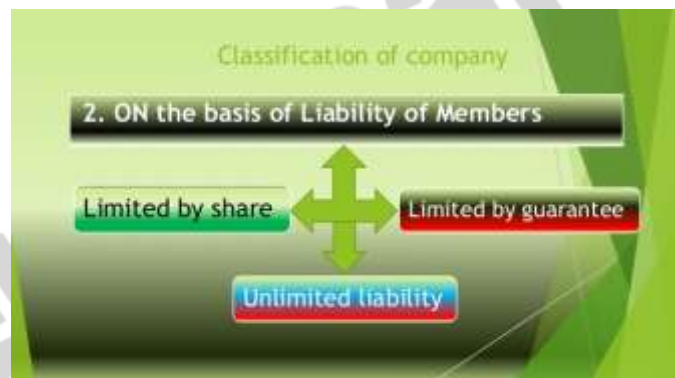 Classification of company
2. ON the basis of Liability of Members
Limited by share
Limited by guarantee
Unlimited liability